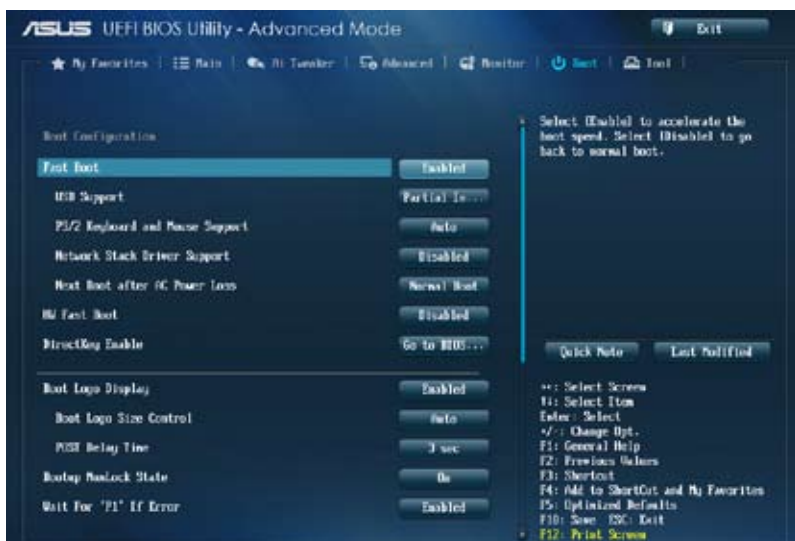 ASUS UEFI BIOS Utility - Advanced Mode
Exit
My Favorites
Main
Ai Tweaker
Advanced
Monitor
Boot
Tool
Boot Configuration
Fast Boot Enabled
USB Support Partial In...
PS/2 Keyboard and Mouse Support Auto
Network Stack Driver Support Disabled
Next Boot after AC Power Loss Normal Boot
HW Fast Boot Disabled
DirectKey Enable Go to BIOS...
Boot Logo Display Enabled
Boot Logo Size Control Auto
POST Delay Time 3 sec
Bootup NumLock State On
Wait For 'F1' If Error Enabled
Select [Enable] to accelerate the
boot speed. Select [Disable] to go
back to normal boot.
Quick Note
Last Modified
→←: Select Screen
↑↓: Select Item
Enter: Select
+/-: Change Opt.
F1: General Help
F2: Previous Values
F3: Shortcut
F4: Add to ShortCut and My Favorites
F5: Optimized Defaults
F10: Save ESC: Exit
F12: Print Screen